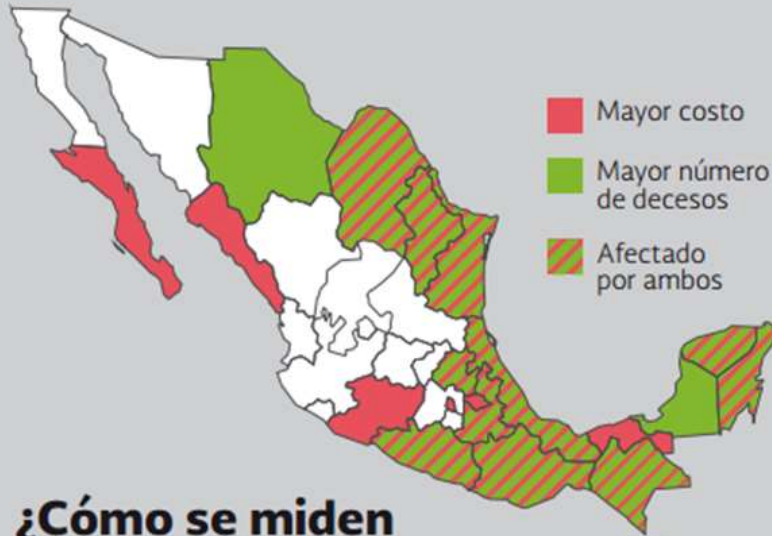 Mayor costo
Mayor número
de decesos
Afectado
por ambos
¿Cómo se miden